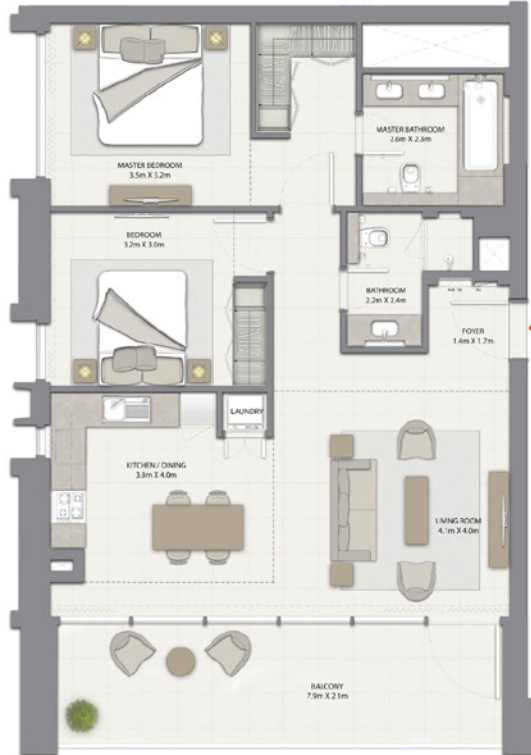 MASTER BATHROOM
2.6m X 2.3m
MASTER BEDROOM
3.5m X 3.2m
BEDROOM
3.2m X 3.0m
BATHROOM
2.2m X 2.4m
FOYER
1.4m X 1.7m
LAUNDRY
KITCHEN / DINING
3.8m X 4.0m
LIVING ROOM
4.1m X 4.0m
BALCONY
7.9m X 2.1m